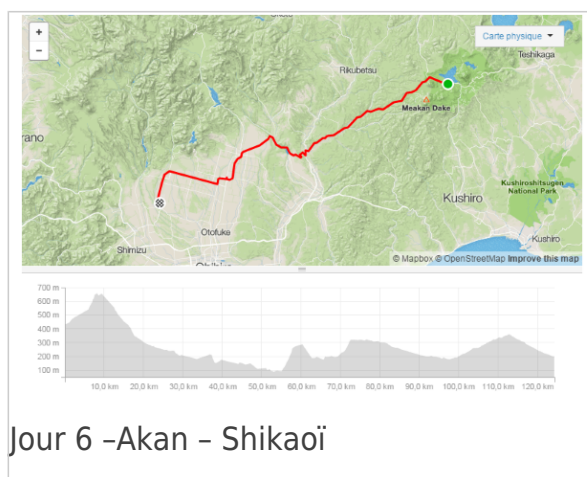 +
−
Carte physique
Teshikaga
Rikubetsu
Meakan Dake
rano
Kushiroshitsugen
National Park
Kushiro
Otofuke
Kushiro
Shimizu
© Mapbox © OpenStreetMap Improve this map
700 m
600 m
500 m
400 m
300 m
200 m
100 m
10,0 km 20,0 km 30,0 km 40,0 km 50,0 km 60,0 km 70,0 km 80,0 km 90,0 km 100,0 km 110,0 km 120,0 km
Jour 6 –Akan – Shikaoï